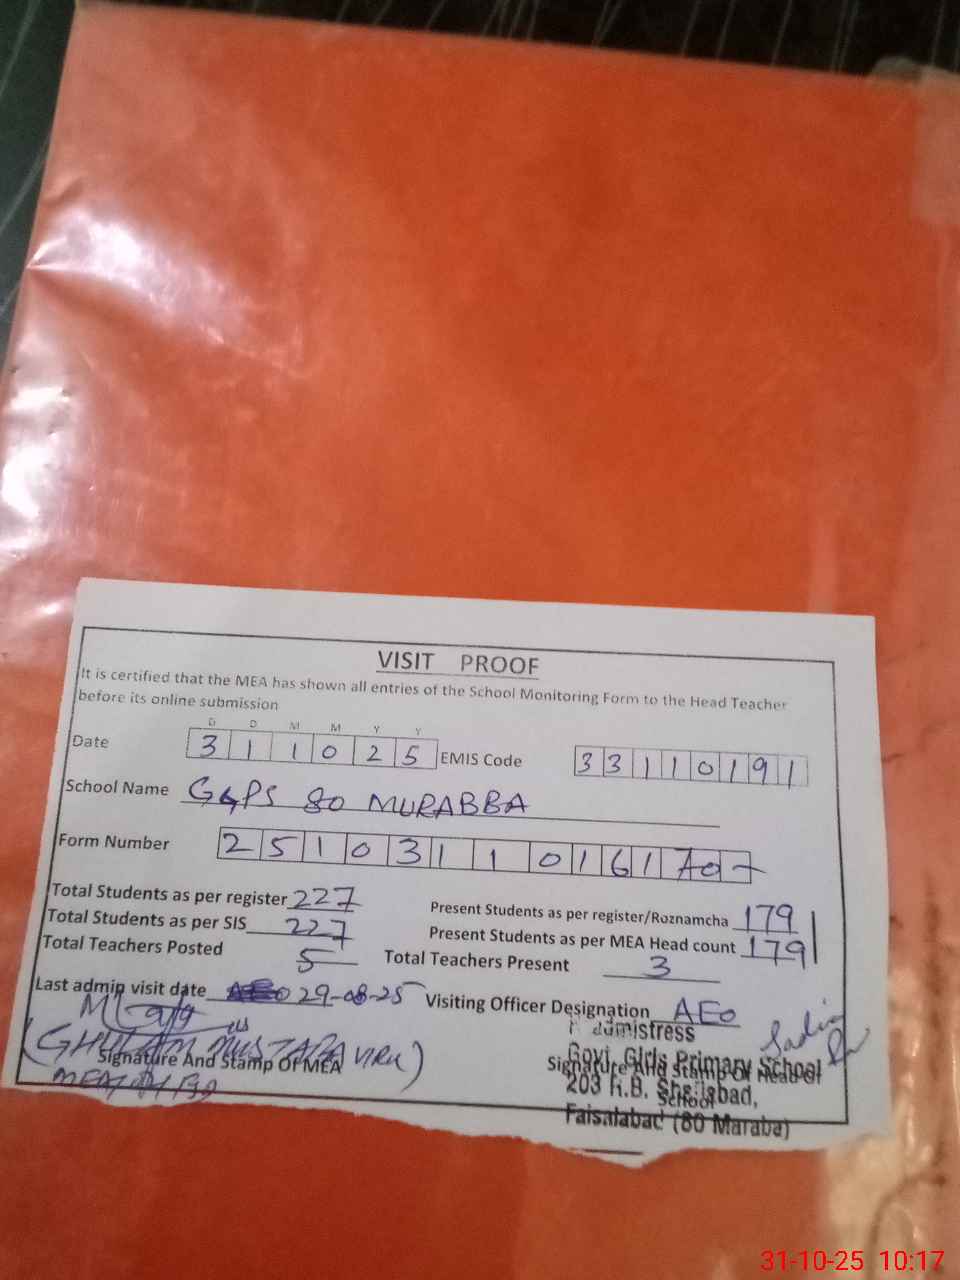 VISIT PROOF
It is certified that the MEA has shown all entries of the School Monitoring Form to the Head Teacher
before its online submission
D D M M Y Y
Date 3 1 1 0 2 5 EMIS Code 3 3 1 1 0 1 9 1
School Name GGPS 80 MURABBA
Form Number 2 5 1 0 3 1 1 0 1 6 1
Total Students as per register 227 Present Students as per register/Roznamcha 179
Total Students as per SIS 227 Present Students as per MEA Head count 179
Total Teachers Posted 5 Total Teachers Present 3
Last admin visit date 29-08-25 Visiting Officer Designation AEO
(GHULAM MUSTAFA VIRK)
Signature And Stamp Of MEA
Signature And Stamp Of Head Of
School
Govt. Girls Primary School
203 R.B.
Faisalabad (80 Maraba)
31-10-25 10:17